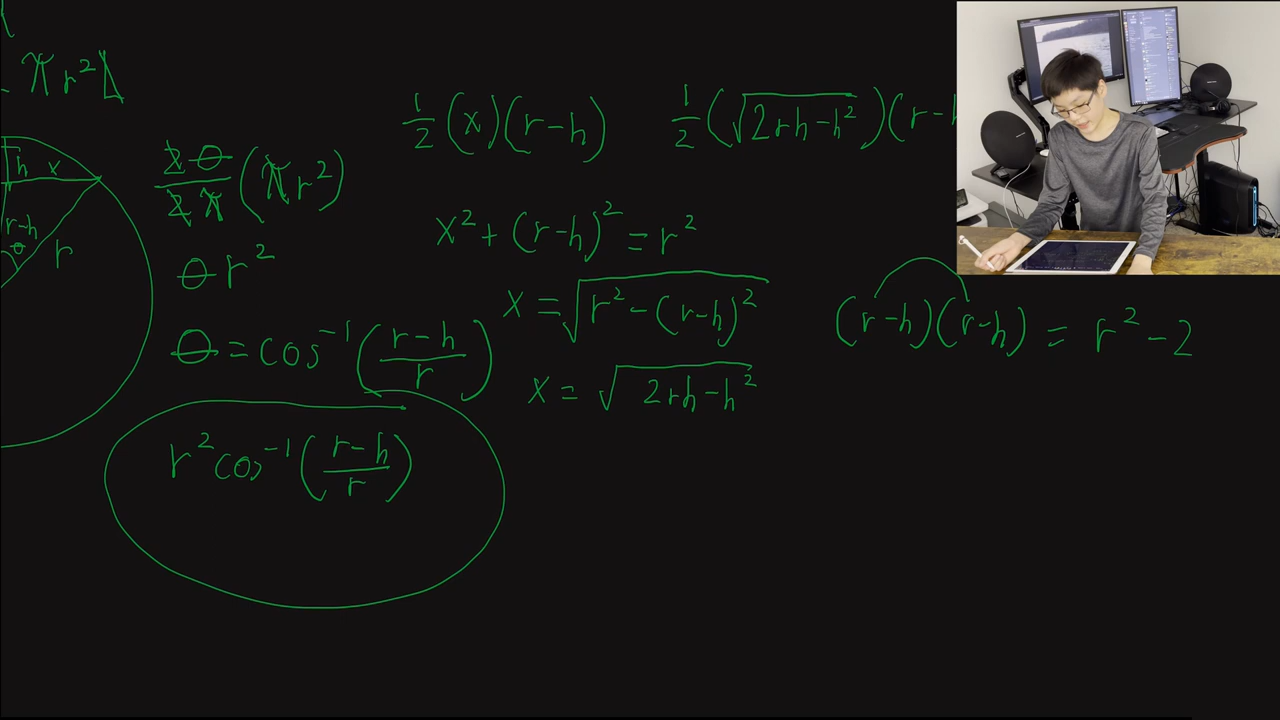 πr²L
h x
r-h
θ
r
2θ/2π (πr²)
θr²
θ = cos⁻¹((r-h)/r)
r²cos⁻¹((r-h)/r)
1/2 (x)(r-h)
x² + (r-h)² = r²
x = √(r² - (r-h)²)
x = √(2rh-h²)
1/2 (√(2rh-h²))(r-h
(r-h)(r-h) = r² - 2